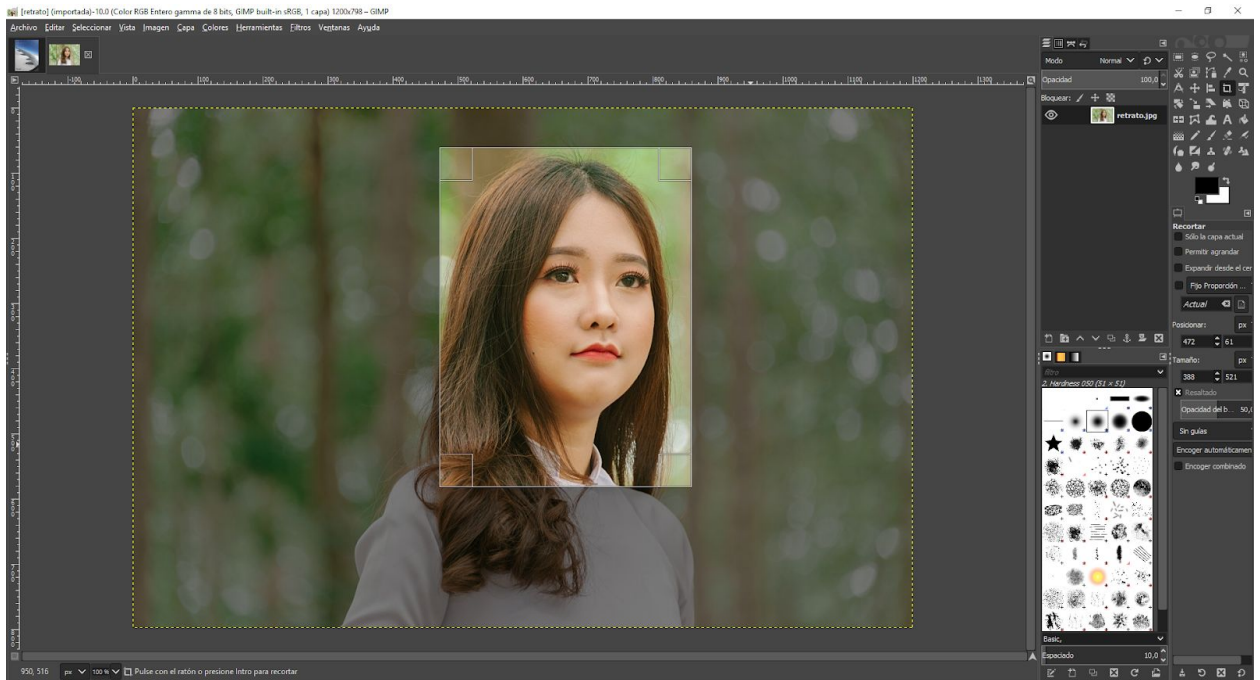 [retrato] (importada)-10.0 (Color RGB Entero gamma de 8 bits, GIMP built-in sRGB, 1 capa) 1200x798 – GIMP
Archivo Editar Seleccionar Vista Imagen Capa Colores Herramientas Filtros Ventanas Ayuda
Modo Normal
Opacidad 100,0
Bloquear:
retrato.jpg
Recortar
Sólo la capa actual
Permitir agrandar
Expandir desde el cer
Fijo Proporción ...
Actual
Posicionar: px
472 61
Tamaño: px
388 521
Resaltado
Opacidad del b... 50,
Sin guías
Encoger automáticamen
Encoger combinado
filtro
2. Hardness 050 (51 × 51)
Basic,
Espaciado 10,0
950, 516 px 100 % Pulse con el ratón o presione Intro para recortar